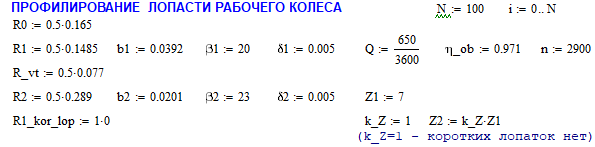 ПРОФИЛИРОВАНИЕ ЛОПАСТИ РАБОЧЕГО КОЛЕСА N := 100 i := 0.. N
R0 := 0.5·0.165
R1 := 0.5·0.1485 b1 := 0.0392 β1 := 20 δ1 := 0.005 Q := 650/3600 η_ob := 0.971 n := 2900
R_vt := 0.5·0.077
R2 := 0.5·0.289 b2 := 0.0201 β2 := 23 δ2 := 0.005 Z1 := 7
R1_kor_lop := 1·0 k_Z := 1 Z2 := k_Z·Z1
(k_Z=1 - коротких лопаток нет)